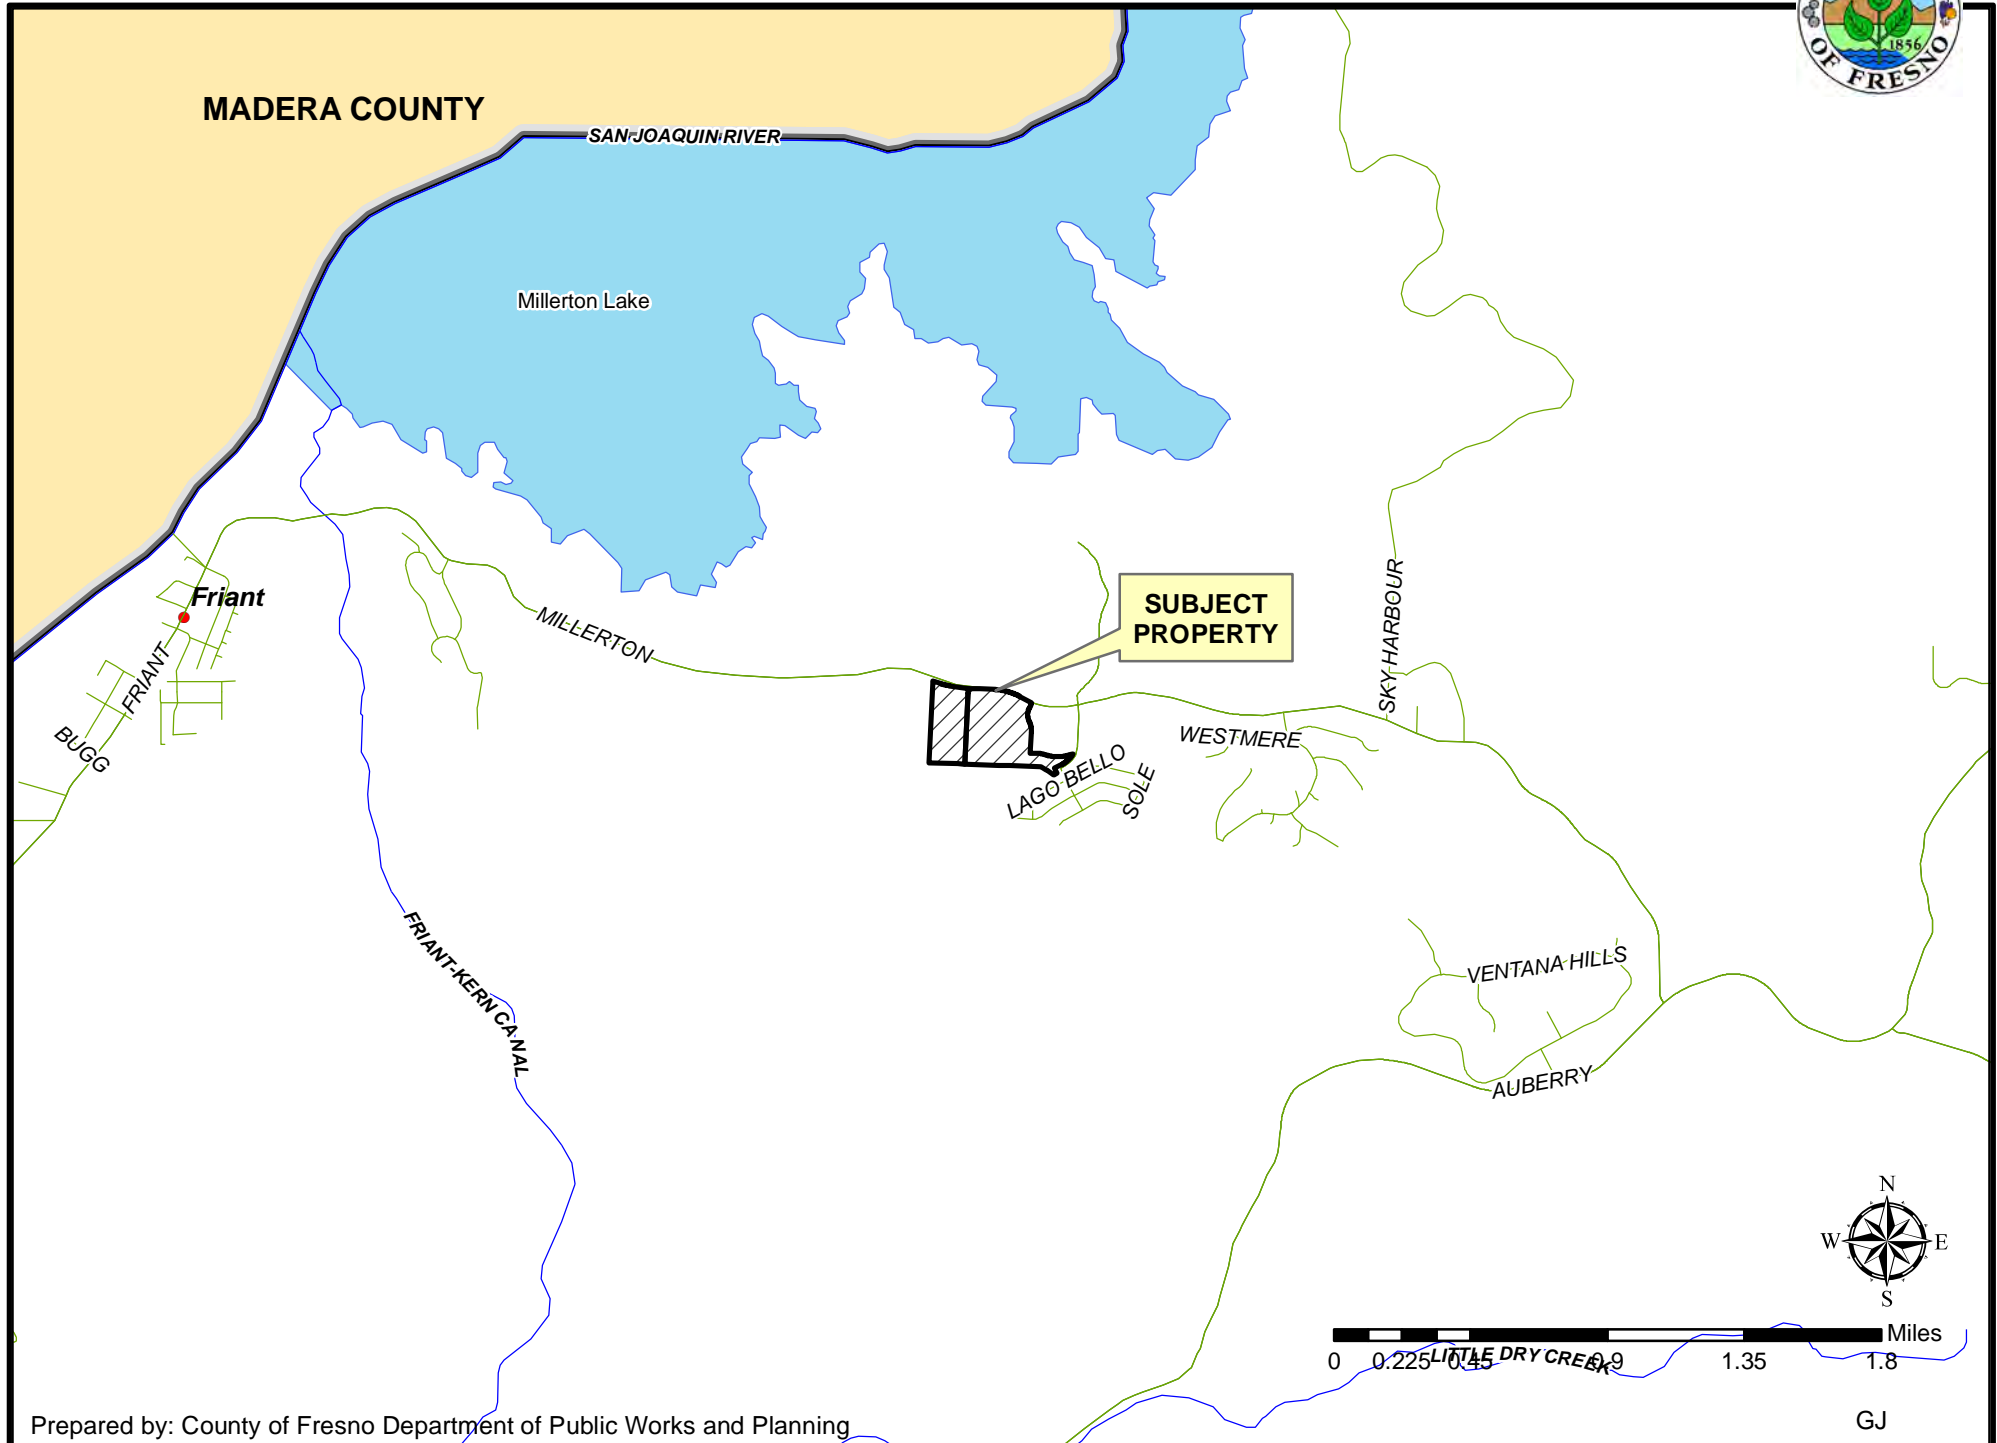 1856
OF FRESNO
MADERA COUNTY
SAN JOAQUIN RIVER
Millerton Lake
Friant
MILLERTON
SUBJECT
PROPERTY
SKY HARBOUR
FRIANT
BUGG
WESTMERE
LAGO BELLO
SOLE
FRIANT-KERN CANAL
VENTANA HILLS
AUBERRY
N
W
E
S
Miles
0 0.225 0.45 0.9 1.35 1.8
LITTLE DRY CREEK
Prepared by: County of Fresno Department of Public Works and Planning
GJ